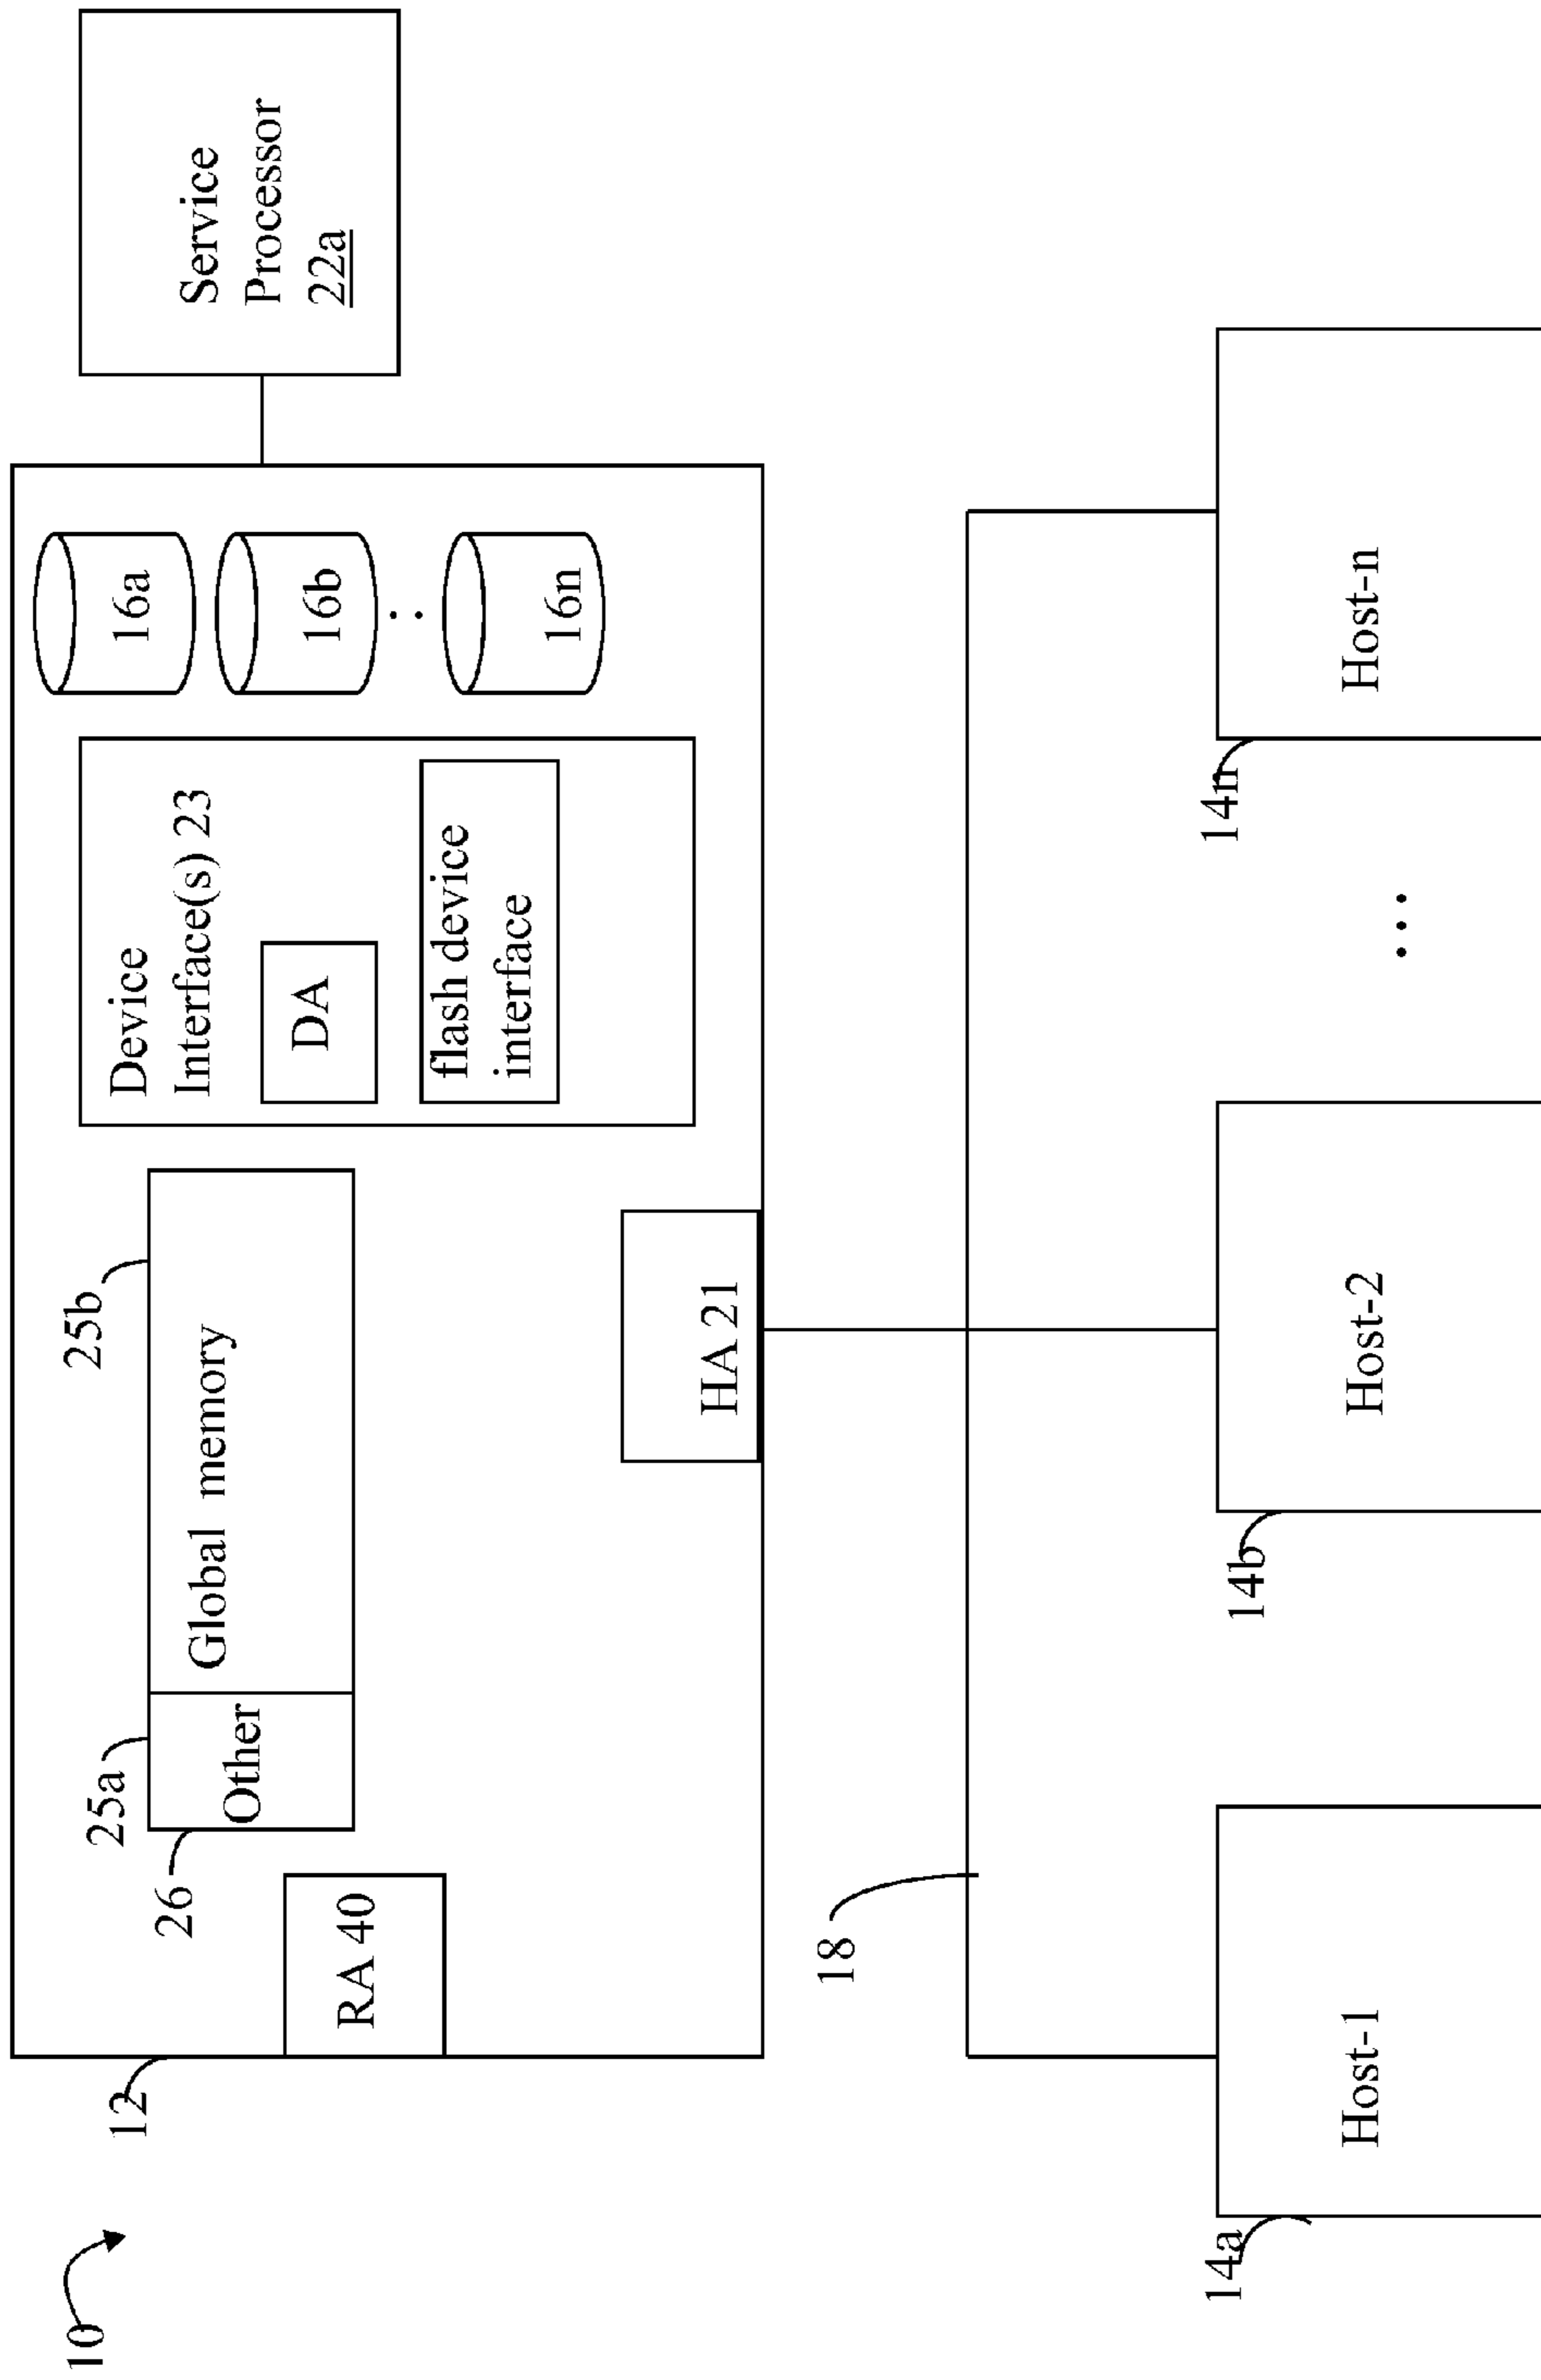 10
12
RA 40
26
25a
Other
25b
Global memory
HA 21
Device
Interface(s) 23
DA
flash device
interface
16a
16b
..
16n
Service
Processor
22a
18
14a
Host-1
14b
Host-2
...
14n
Host-n